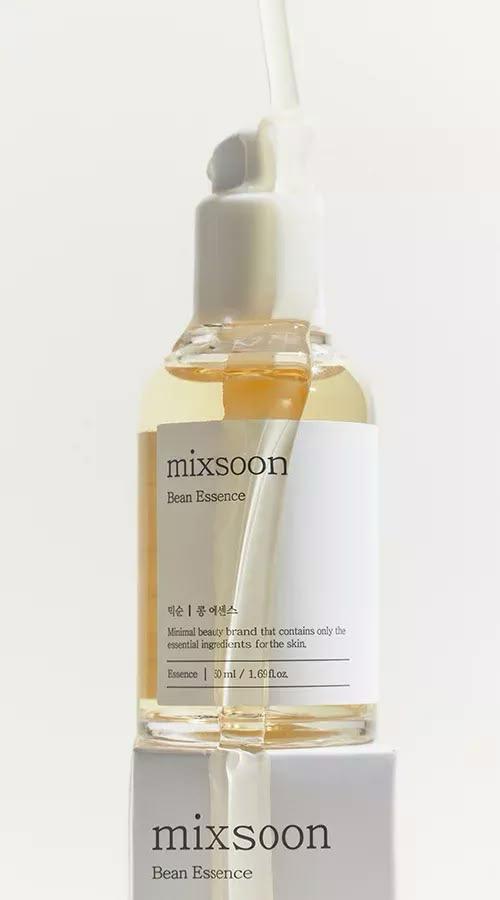 mixsoon
Bean Essence
믹순 | 콩 에센스
Minimal beauty brand that contains only the
essential ingredients for the skin.
Essence | 50 ml / 1.69fl.oz.
mixsoon
Bean Essence